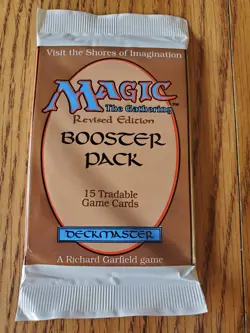 Visit the Shores of Imagination
MAGIC
The Gathering™
Revised Edition
BOOSTER
PACK
15 Tradable
Game Cards
DECKMASTER
A Richard Garfield game